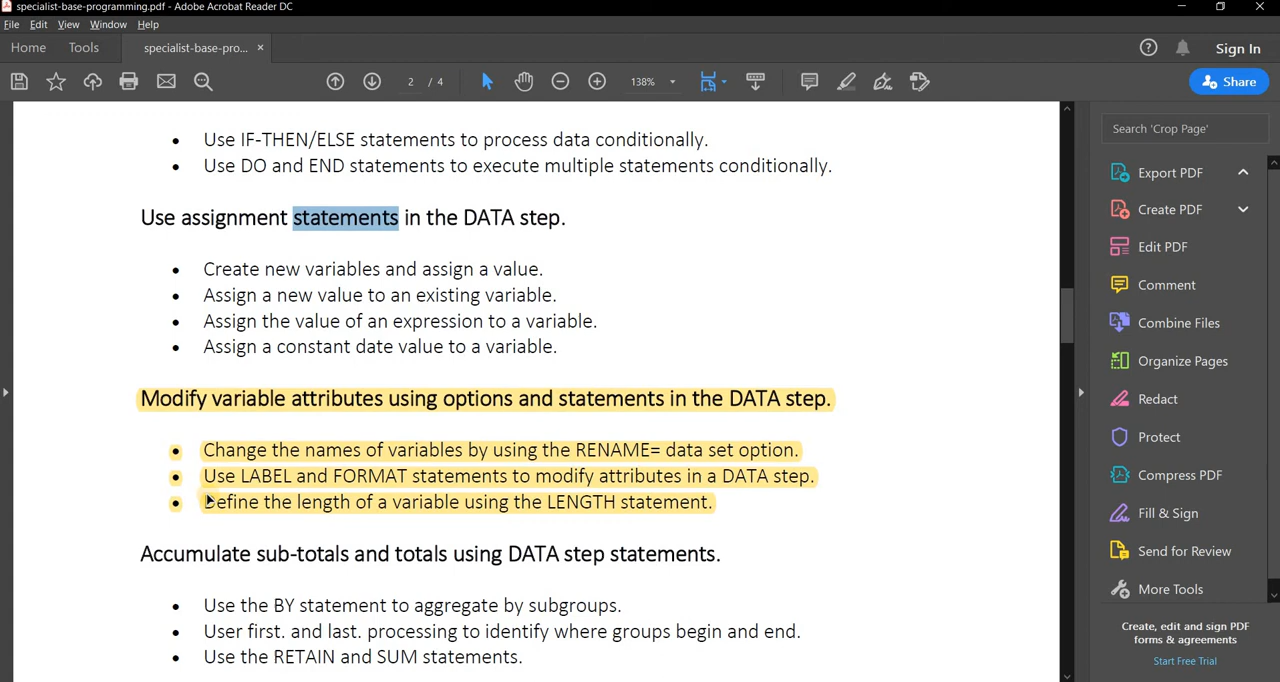 specialist-base-programming.pdf - Adobe Acrobat Reader DC
File Edit View Window Help
Home Tools specialist-base-pro... × Sign In
2 / 4 138% Share
• Use IF-THEN/ELSE statements to process data conditionally.
• Use DO and END statements to execute multiple statements conditionally.
Use assignment statements in the DATA step.
• Create new variables and assign a value.
• Assign a new value to an existing variable.
• Assign the value of an expression to a variable.
• Assign a constant date value to a variable.
Modify variable attributes using options and statements in the DATA step.
• Change the names of variables by using the RENAME= data set option.
• Use LABEL and FORMAT statements to modify attributes in a DATA step.
• Define the length of a variable using the LENGTH statement.
Accumulate sub-totals and totals using DATA step statements.
• Use the BY statement to aggregate by subgroups.
• User first. and last. processing to identify where groups begin and end.
• Use the RETAIN and SUM statements.
Search 'Crop Page'
Export PDF
Create PDF
Edit PDF
Comment
Combine Files
Organize Pages
Redact
Protect
Compress PDF
Fill & Sign
Send for Review
More Tools
Create, edit and sign PDF
forms & agreements
Start Free Trial